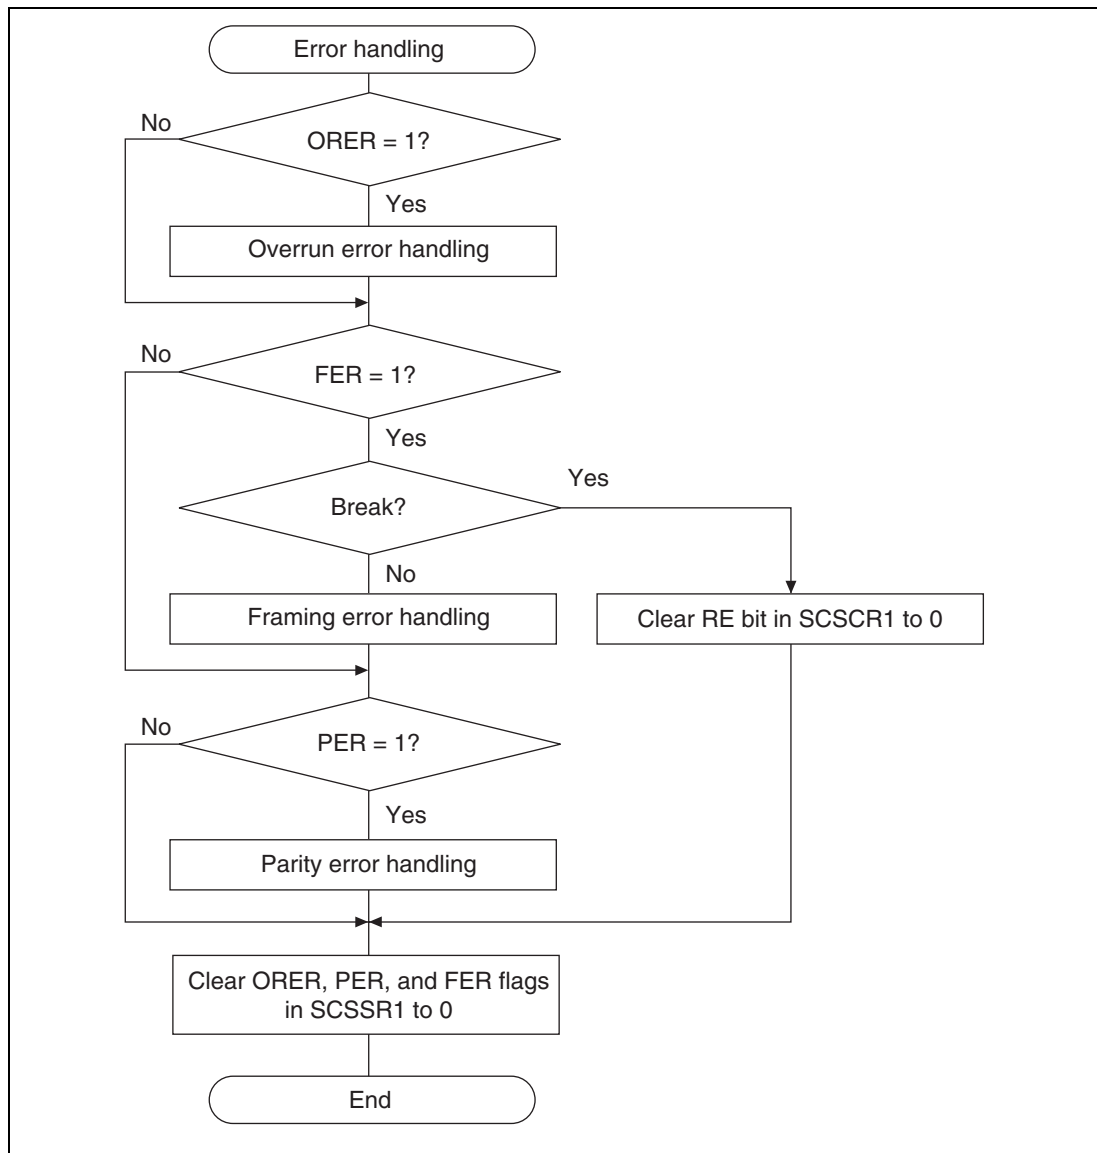 Error handling
No
ORER = 1?
Yes
Overrun error handling
No
FER = 1?
Yes
Yes
Break?
No
Framing error handling
Clear RE bit in SCSCR1 to 0
No
PER = 1?
Yes
Parity error handling
Clear ORER, PER, and FER flags
in SCSSR1 to 0
End